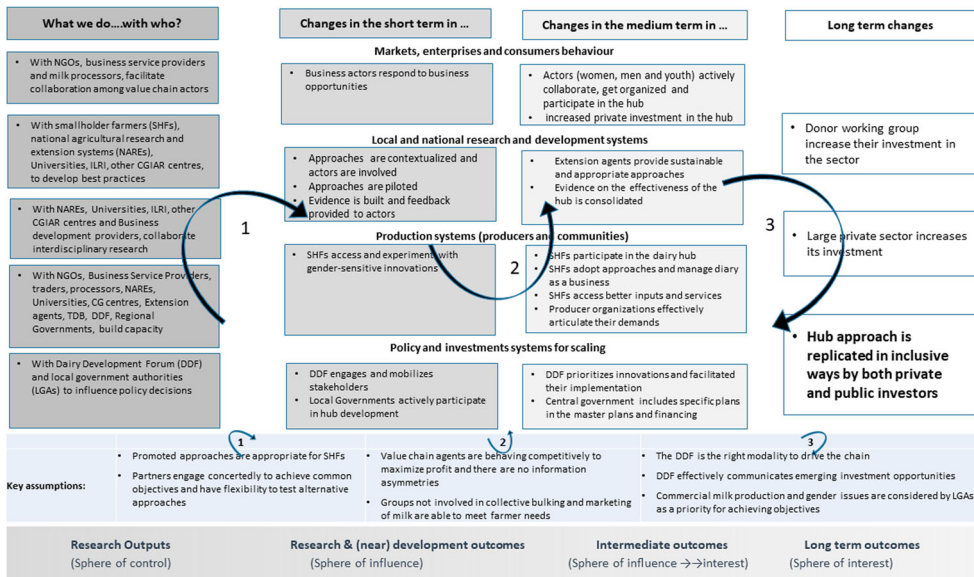 What we do....with who?
Changes in the short term in ...
Changes in the medium term in ...
Long term changes
Markets, enterprises and consumers behaviour
• With NGOs, business service providers
and milk processors, facilitate
collaboration among value chain actors
• Business actors respond to business
opportunities
• Actors (women, men and youth) actively
collaborate, get organized and
participate in the hub
• increased private investment in the hub
Local and national research and development systems
• With smallholder farmers (SHFs),
national agricultural research and
extension systems (NAREs),
Universities, ILRI, other CGIAR centres,
to develop best practices
• Approaches are contextualized and
actors are involved
• Approaches are piloted
• Evidence is built and feedback
provided to actors
• Extension agents provide sustainable
and appropriate approaches
• Evidence on the effectiveness of the
hub is consolidated
• Donor working group
increase their investment in
the sector
1
2
3
• With NAREs, Universities, ILRI, other
CGIAR centres and Business
development providers, collaborate
interdisciplinary research
Production systems (producers and communities)
• SHFs access and experiment with
gender-sensitive innovations
• SHFs participate in the dairy hub
• SHFs adopt approaches and manage diary
as a business
• SHFs access better inputs and services
• Producer organizations effectively
articulate their demands
• Large private sector increases
its investment
• With NGOs, Business Service Providers,
traders, processors, NAREs,
Universities, CG centres, Extension
agents, TDB, DDF, Regional
Governments, build capacity
Policy and investments systems for scaling
• With Dairy Development Forum (DDF)
and local government authorities
(LGAs) to influence policy decisions
• DDF engages and mobilizes
stakeholders
• Local Governments actively participate
in hub development
• DDF prioritizes innovations and facilitated
their implementation
• Central government includes specific plans
in the master plans and financing
• Hub approach is
replicated in inclusive
ways by both private
and public investors
Key assumptions:
1
• Promoted approaches are appropriate for SHFs
• Partners engage concertedly to achieve common
objectives and have flexibility to test alternative
approaches
2
• Value chain agents are behaving competitively to
maximize profit and there are no information
asymmetries
• Groups not involved in collective bulking and marketing
of milk are able to meet farmer needs
3
• The DDF is the right modality to drive the chain
• DDF effectively communicates emerging investment opportunities
• Commercial milk production and gender issues are considered by LGAs
as a priority for achieving objectives
Research Outputs
(Sphere of control)
Research & (near) development outcomes
(Sphere of influence)
Intermediate outcomes
(Sphere of influence →→interest)
Long term outcomes
(Sphere of interest)